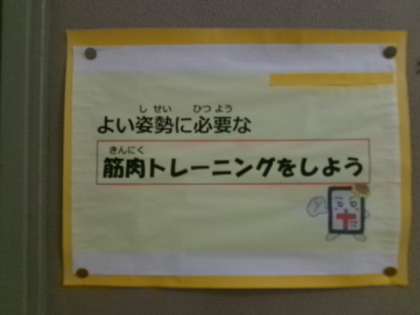 し せい ひつ よう
よい姿勢に必要な
きんにく
筋肉トレーニングをしよう